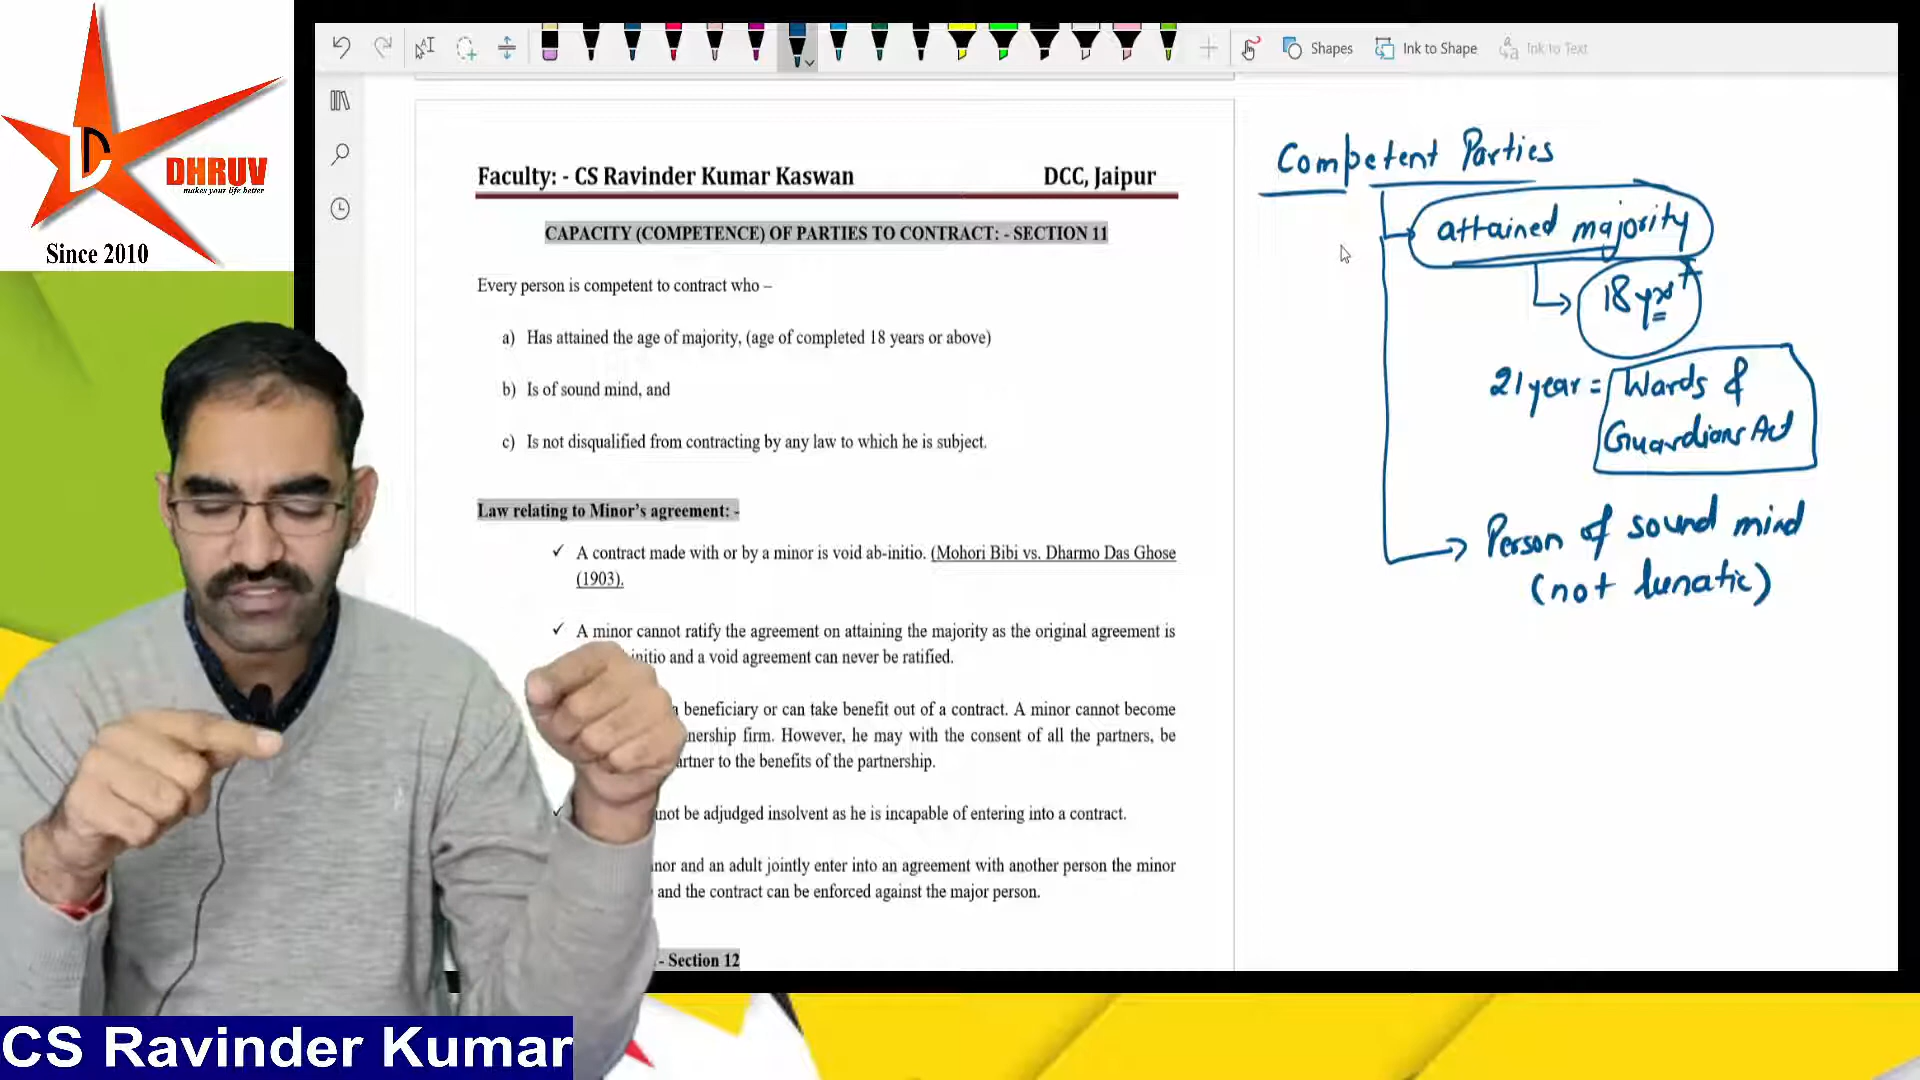 Shapes
Ink to Shape
Ink to Text
DC
DHRUV
makes your life better
Since 2010
Faculty: - CS Ravinder Kumar Kaswan DCC, Jaipur
CAPACITY (COMPETENCE) OF PARTIES TO CONTRACT: - SECTION 11
Every person is competent to contract who –
a) Has attained the age of majority, (age of completed 18 years or above)
b) Is of sound mind, and
c) Is not disqualified from contracting by any law to which he is subject.
Law relating to Minor’s agreement: -
✓ A contract made with or by a minor is void ab-initio. (Mohori Bibi vs. Dharmo Das Ghose
(1903).
✓ A minor cannot ratify the agreement on attaining the majority as the original agreement is
initio and a void agreement can never be ratified.
beneficiary or can take benefit out of a contract. A minor cannot become
nership firm. However, he may with the consent of all the partners, be
artner to the benefits of the partnership.
✓ not be adjudged insolvent as he is incapable of entering into a contract.
nor and an adult jointly enter into an agreement with another person the minor
and the contract can be enforced against the major person.
- Section 12
Competent Parties
attained majority
18 yrs+
21 year = Wards &
Guardians Act
Person of sound mind
(not lunatic)
CS Ravinder Kumar